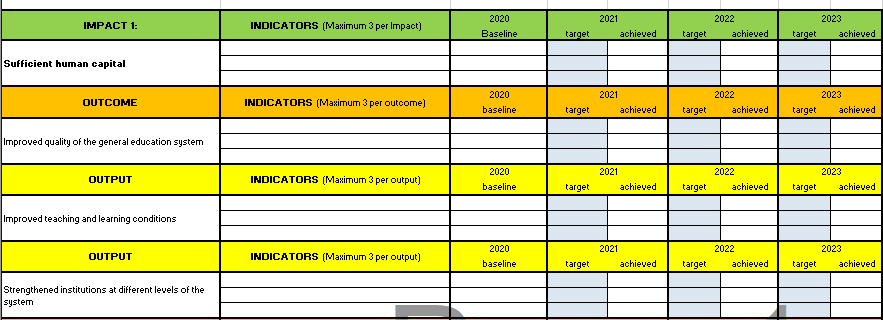 IMPACT 1: INDICATORS (Maximum 3 per Impact) 2020 Baseline 2021 target achieved 2022 target achieved 2023 target achieved
Sufficient human capital
OUTCOME INDICATORS (Maximum 3 per outcome) 2020 baseline 2021 target achieved 2022 target achieved 2023 target achieved
Improved quality of the general education system
OUTPUT INDICATORS (Maximum 3 per output) 2020 baseline 2021 target achieved 2022 target achieved 2023 target achieved
Improved teaching and learning conditions
OUTPUT INDICATORS (Maximum 3 per output) 2020 baseline 2021 target achieved 2022 target achieved 2023 target achieved
Strengthened institutions at different levels of the
system